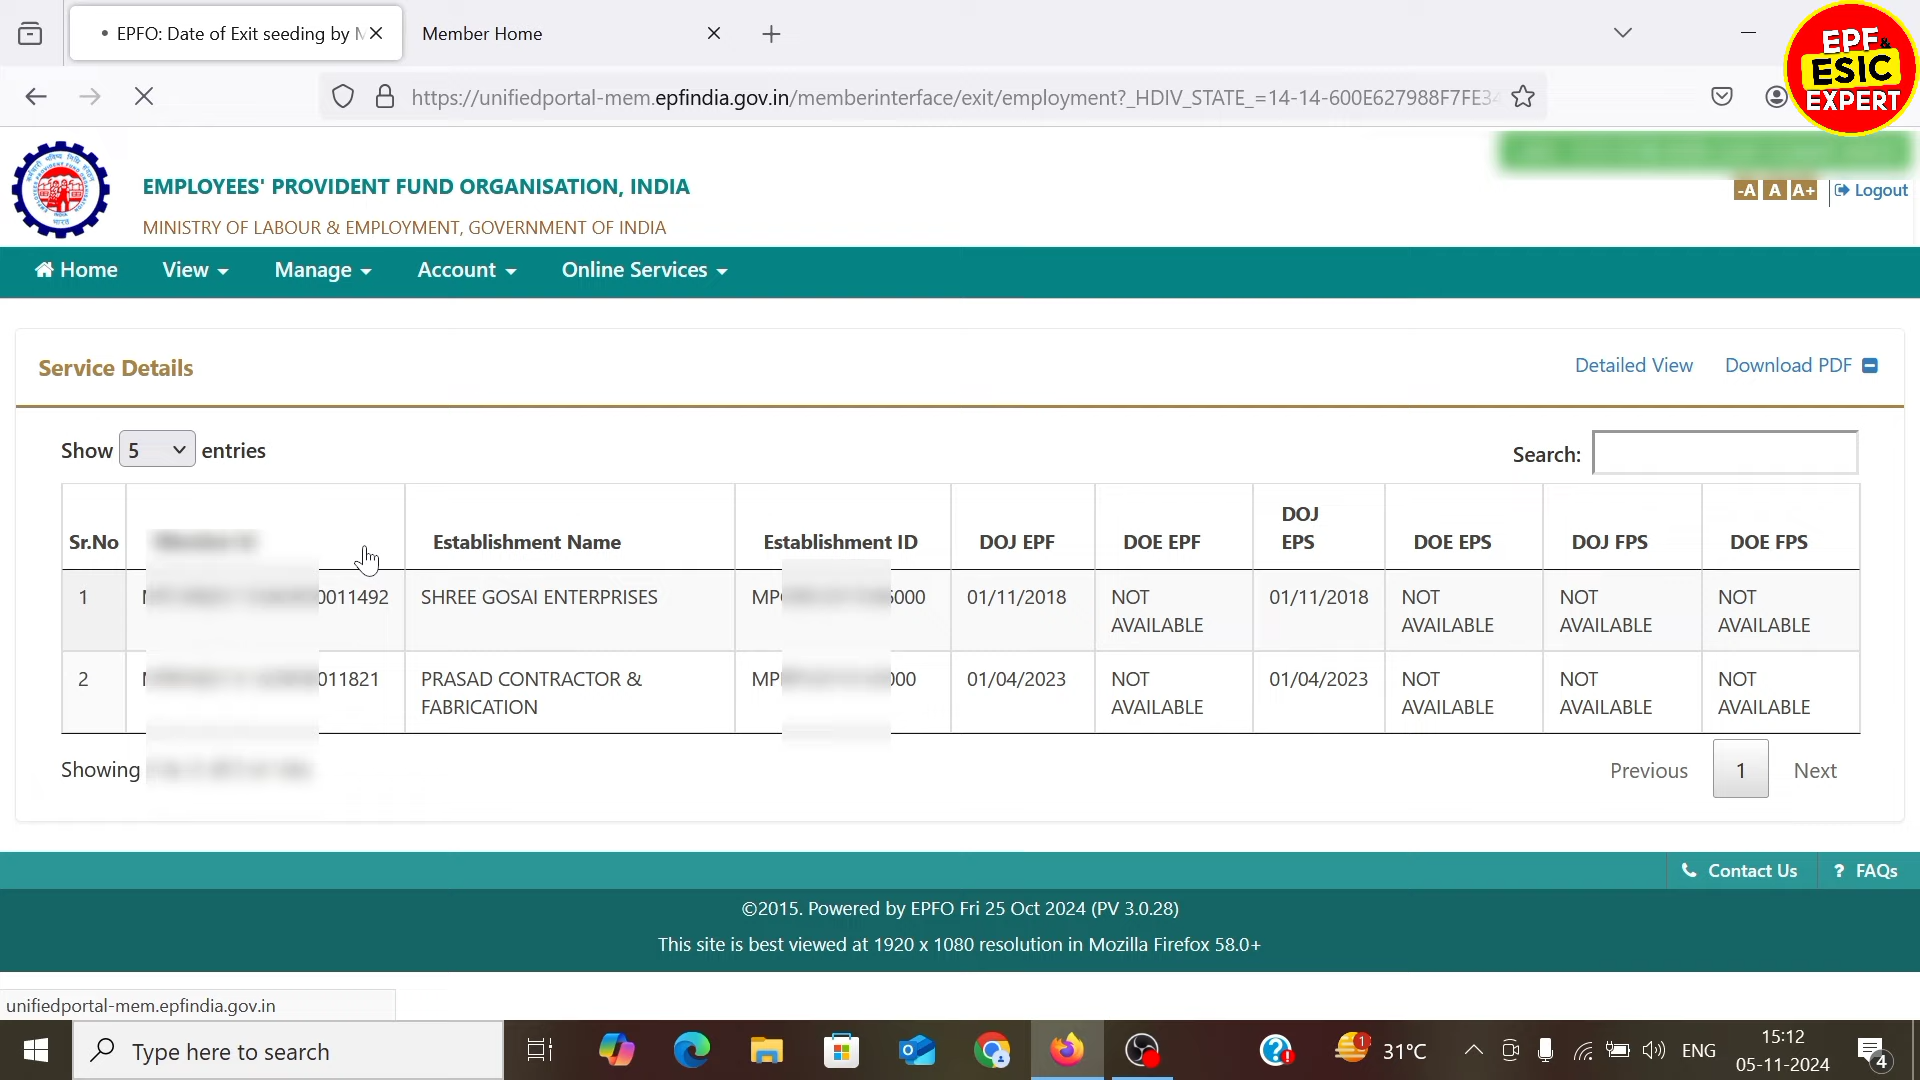 EPFO: Date of Exit seeding by
Member Home
EPF &
ESIC
EXPERT
https://unifiedportal-mem.epfindia.gov.in/memberinterface/exit/employment?_HDIV_STATE_=14-14-600E627988F7FE34
EMPLOYEES' PROVIDENT FUND ORGANISATION, INDIA
MINISTRY OF LABOUR & EMPLOYMENT, GOVERNMENT OF INDIA
-A A A+ Logout
Home View Manage Account Online Services
Service Details Detailed View Download PDF
Show 5 entries Search:
Sr.No Establishment Name Establishment ID DOJ EPF DOE EPF DOJ EPS DOE EPS DOJ FPS DOE FPS
1 0011492 SHREE GOSAI ENTERPRISES MP 000 01/11/2018 NOT AVAILABLE 01/11/2018 NOT AVAILABLE NOT AVAILABLE NOT AVAILABLE
2 011821 PRASAD CONTRACTOR & FABRICATION MP 000 01/04/2023 NOT AVAILABLE 01/04/2023 NOT AVAILABLE NOT AVAILABLE NOT AVAILABLE
Showing Previous 1 Next
Contact Us ? FAQs
©2015. Powered by EPFO Fri 25 Oct 2024 (PV 3.0.28)
This site is best viewed at 1920 x 1080 resolution in Mozilla Firefox 58.0+
unifiedportal-mem.epfindia.gov.in
Type here to search 1 31°C ENG 15:12
05-11-2024 4